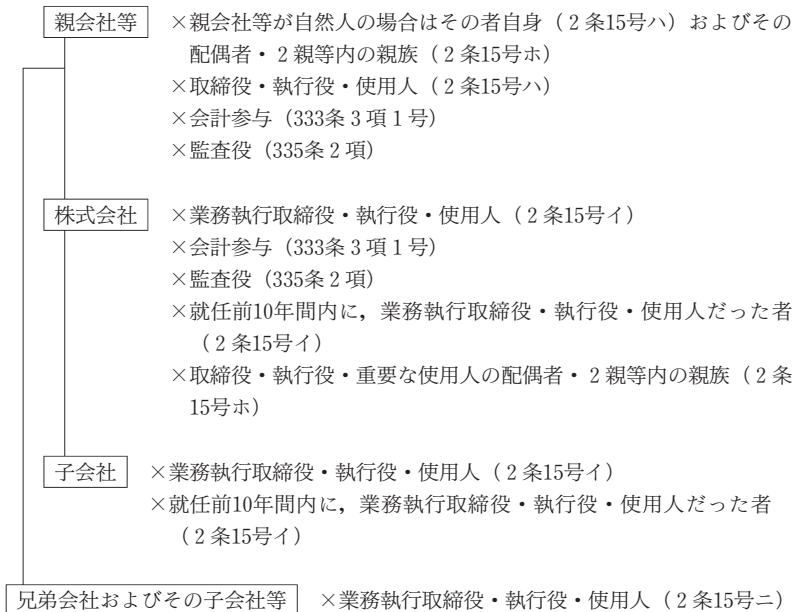 親会社等 ×親会社等が自然人の場合はその者自身（2条15号ハ）およびその
配偶者・2親等内の親族（2条15号ホ）
×取締役・執行役・使用人（2条15号ハ）
×会計参与（333条3項1号）
×監査役（335条2項）
株式会社 ×業務執行取締役・執行役・使用人（2条15号イ）
×会計参与（333条3項1号）
×監査役（335条2項）
×就任前10年間内に，業務執行取締役・執行役・使用人だった者
（2条15号イ）
×取締役・執行役・重要な使用人の配偶者・2親等内の親族（2条
15号ホ）
子会社 ×業務執行取締役・執行役・使用人（2条15号イ）
×就任前10年間内に，業務執行取締役・執行役・使用人だった者
（2条15号イ）
兄弟会社およびその子会社等 ×業務執行取締役・執行役・使用人（2条15号ニ）